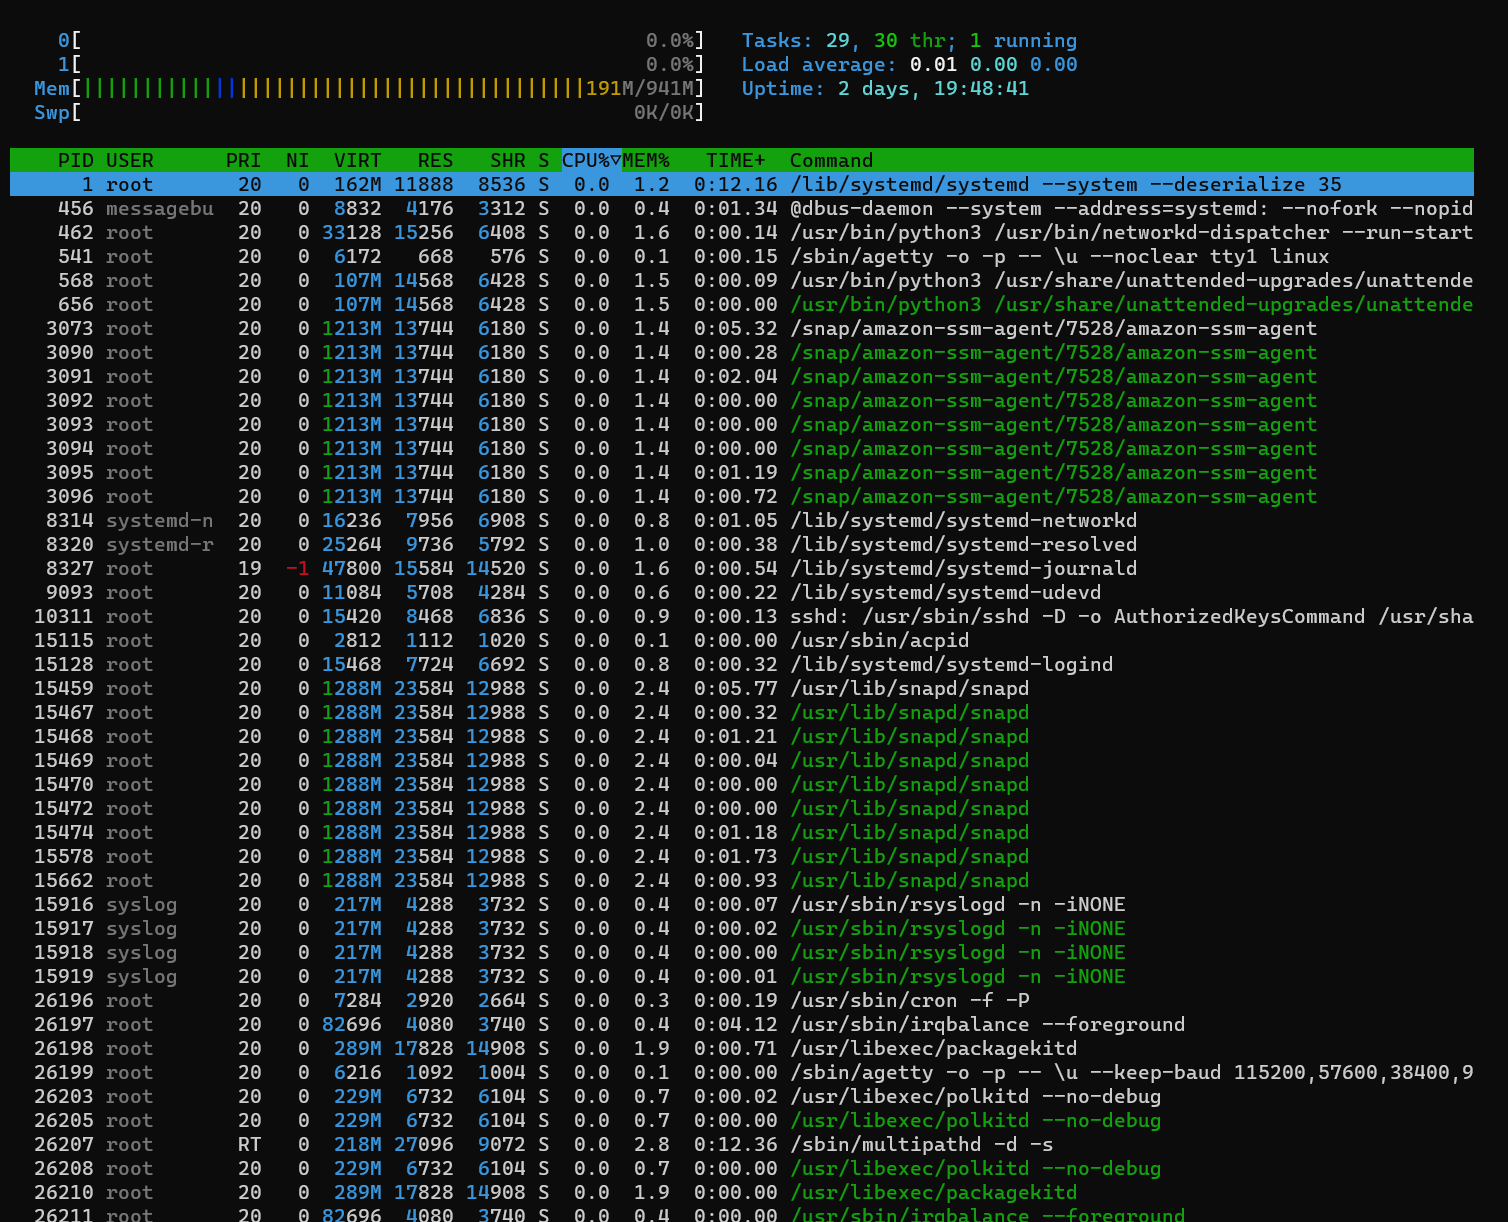 0[ 0.0%] Tasks: 29, 30 thr; 1 running
1[ 0.0%] Load average: 0.01 0.00 0.00
Mem[||||||||||||||||||||||||||||||||||||||||||191M/941M] Uptime: 2 days, 19:48:41
Swp[ 0K/0K]
PID USER PRI NI VIRT RES SHR S CPU%▽MEM% TIME+ Command
1 root 20 0 162M 11888 8536 S 0.0 1.2 0:12.16 /lib/systemd/systemd --system --deserialize 35
456 messagebu 20 0 8832 4176 3312 S 0.0 0.4 0:01.34 @dbus-daemon --system --address=systemd: --nofork --nopid
462 root 20 0 33128 15256 6408 S 0.0 1.6 0:00.14 /usr/bin/python3 /usr/bin/networkd-dispatcher --run-start
541 root 20 0 6172 668 576 S 0.0 0.1 0:00.15 /sbin/agetty -o -p -- \u --noclear tty1 linux
568 root 20 0 107M 14568 6428 S 0.0 1.5 0:00.09 /usr/bin/python3 /usr/share/unattended-upgrades/unattende
656 root 20 0 107M 14568 6428 S 0.0 1.5 0:00.00 /usr/bin/python3 /usr/share/unattended-upgrades/unattende
3073 root 20 0 1213M 13744 6180 S 0.0 1.4 0:05.32 /snap/amazon-ssm-agent/7528/amazon-ssm-agent
3090 root 20 0 1213M 13744 6180 S 0.0 1.4 0:00.28 /snap/amazon-ssm-agent/7528/amazon-ssm-agent
3091 root 20 0 1213M 13744 6180 S 0.0 1.4 0:02.04 /snap/amazon-ssm-agent/7528/amazon-ssm-agent
3092 root 20 0 1213M 13744 6180 S 0.0 1.4 0:00.00 /snap/amazon-ssm-agent/7528/amazon-ssm-agent
3093 root 20 0 1213M 13744 6180 S 0.0 1.4 0:00.00 /snap/amazon-ssm-agent/7528/amazon-ssm-agent
3094 root 20 0 1213M 13744 6180 S 0.0 1.4 0:00.00 /snap/amazon-ssm-agent/7528/amazon-ssm-agent
3095 root 20 0 1213M 13744 6180 S 0.0 1.4 0:01.19 /snap/amazon-ssm-agent/7528/amazon-ssm-agent
3096 root 20 0 1213M 13744 6180 S 0.0 1.4 0:00.72 /snap/amazon-ssm-agent/7528/amazon-ssm-agent
8314 systemd-n 20 0 16236 7956 6908 S 0.0 0.8 0:01.05 /lib/systemd/systemd-networkd
8320 systemd-r 20 0 25264 9736 5792 S 0.0 1.0 0:00.38 /lib/systemd/systemd-resolved
8327 root 19 -1 47800 15584 14520 S 0.0 1.6 0:00.54 /lib/systemd/systemd-journald
9093 root 20 0 11084 5708 4284 S 0.0 0.6 0:00.22 /lib/systemd/systemd-udevd
10311 root 20 0 15420 8468 6836 S 0.0 0.9 0:00.13 sshd: /usr/sbin/sshd -D -o AuthorizedKeysCommand /usr/sha
15115 root 20 0 2812 1112 1020 S 0.0 0.1 0:00.00 /usr/sbin/acpid
15128 root 20 0 15468 7724 6692 S 0.0 0.8 0:00.32 /lib/systemd/systemd-logind
15459 root 20 0 1288M 23584 12988 S 0.0 2.4 0:05.77 /usr/lib/snapd/snapd
15467 root 20 0 1288M 23584 12988 S 0.0 2.4 0:00.32 /usr/lib/snapd/snapd
15468 root 20 0 1288M 23584 12988 S 0.0 2.4 0:01.21 /usr/lib/snapd/snapd
15469 root 20 0 1288M 23584 12988 S 0.0 2.4 0:00.04 /usr/lib/snapd/snapd
15470 root 20 0 1288M 23584 12988 S 0.0 2.4 0:00.00 /usr/lib/snapd/snapd
15472 root 20 0 1288M 23584 12988 S 0.0 2.4 0:00.00 /usr/lib/snapd/snapd
15474 root 20 0 1288M 23584 12988 S 0.0 2.4 0:01.18 /usr/lib/snapd/snapd
15578 root 20 0 1288M 23584 12988 S 0.0 2.4 0:01.73 /usr/lib/snapd/snapd
15662 root 20 0 1288M 23584 12988 S 0.0 2.4 0:00.93 /usr/lib/snapd/snapd
15916 syslog 20 0 217M 4288 3732 S 0.0 0.4 0:00.07 /usr/sbin/rsyslogd -n -iNONE
15917 syslog 20 0 217M 4288 3732 S 0.0 0.4 0:00.02 /usr/sbin/rsyslogd -n -iNONE
15918 syslog 20 0 217M 4288 3732 S 0.0 0.4 0:00.00 /usr/sbin/rsyslogd -n -iNONE
15919 syslog 20 0 217M 4288 3732 S 0.0 0.4 0:00.01 /usr/sbin/rsyslogd -n -iNONE
26196 root 20 0 7284 2920 2664 S 0.0 0.3 0:00.19 /usr/sbin/cron -f -P
26197 root 20 0 82696 4080 3740 S 0.0 0.4 0:04.12 /usr/sbin/irqbalance --foreground
26198 root 20 0 289M 17828 14908 S 0.0 1.9 0:00.71 /usr/libexec/packagekitd
26199 root 20 0 6216 1092 1004 S 0.0 0.1 0:00.00 /sbin/agetty -o -p -- \u --keep-baud 115200,57600,38400,9
26203 root 20 0 229M 6732 6104 S 0.0 0.7 0:00.02 /usr/libexec/polkitd --no-debug
26205 root 20 0 229M 6732 6104 S 0.0 0.7 0:00.00 /usr/libexec/polkitd --no-debug
26207 root RT 0 218M 27096 9072 S 0.0 2.8 0:12.36 /sbin/multipathd -d -s
26208 root 20 0 229M 6732 6104 S 0.0 0.7 0:00.00 /usr/libexec/polkitd --no-debug
26210 root 20 0 289M 17828 14908 S 0.0 1.9 0:00.00 /usr/libexec/packagekitd
26211 root 20 0 82696 4080 3740 S 0.0 0.4 0:00.00 /usr/sbin/irqbalance --foreground